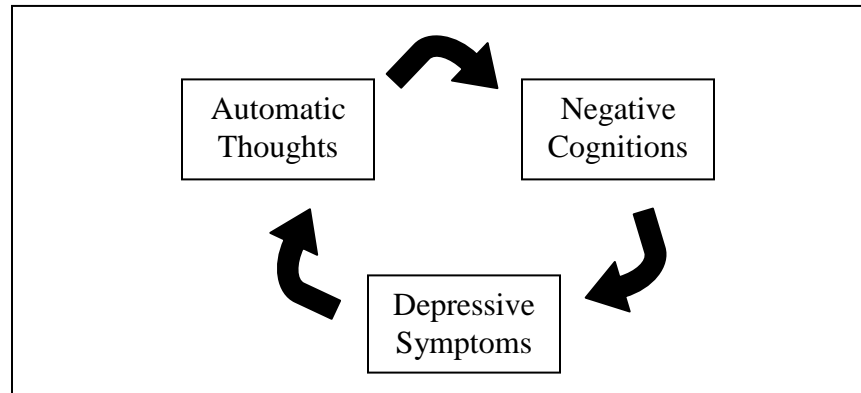 Automatic
Thoughts
Negative
Cognitions
Depressive
Symptoms